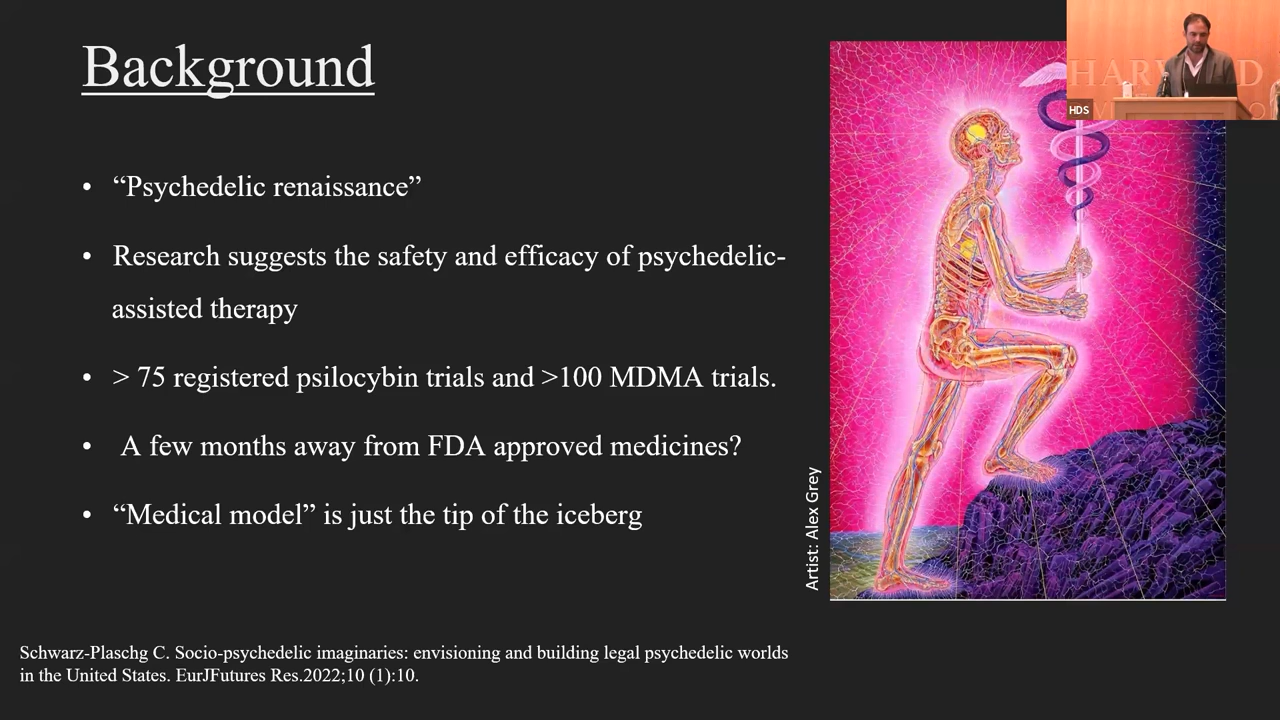 Background
• “Psychedelic renaissance”
• Research suggests the safety and efficacy of psychedelic-
assisted therapy
• > 75 registered psilocybin trials and >100 MDMA trials.
• A few months away from FDA approved medicines?
• “Medical model” is just the tip of the iceberg
Schwarz-Plaschg C. Socio-psychedelic imaginaries: envisioning and building legal psychedelic worlds
in the United States. EurJFutures Res.2022;10 (1):10.
Artist: Alex Grey
HDS